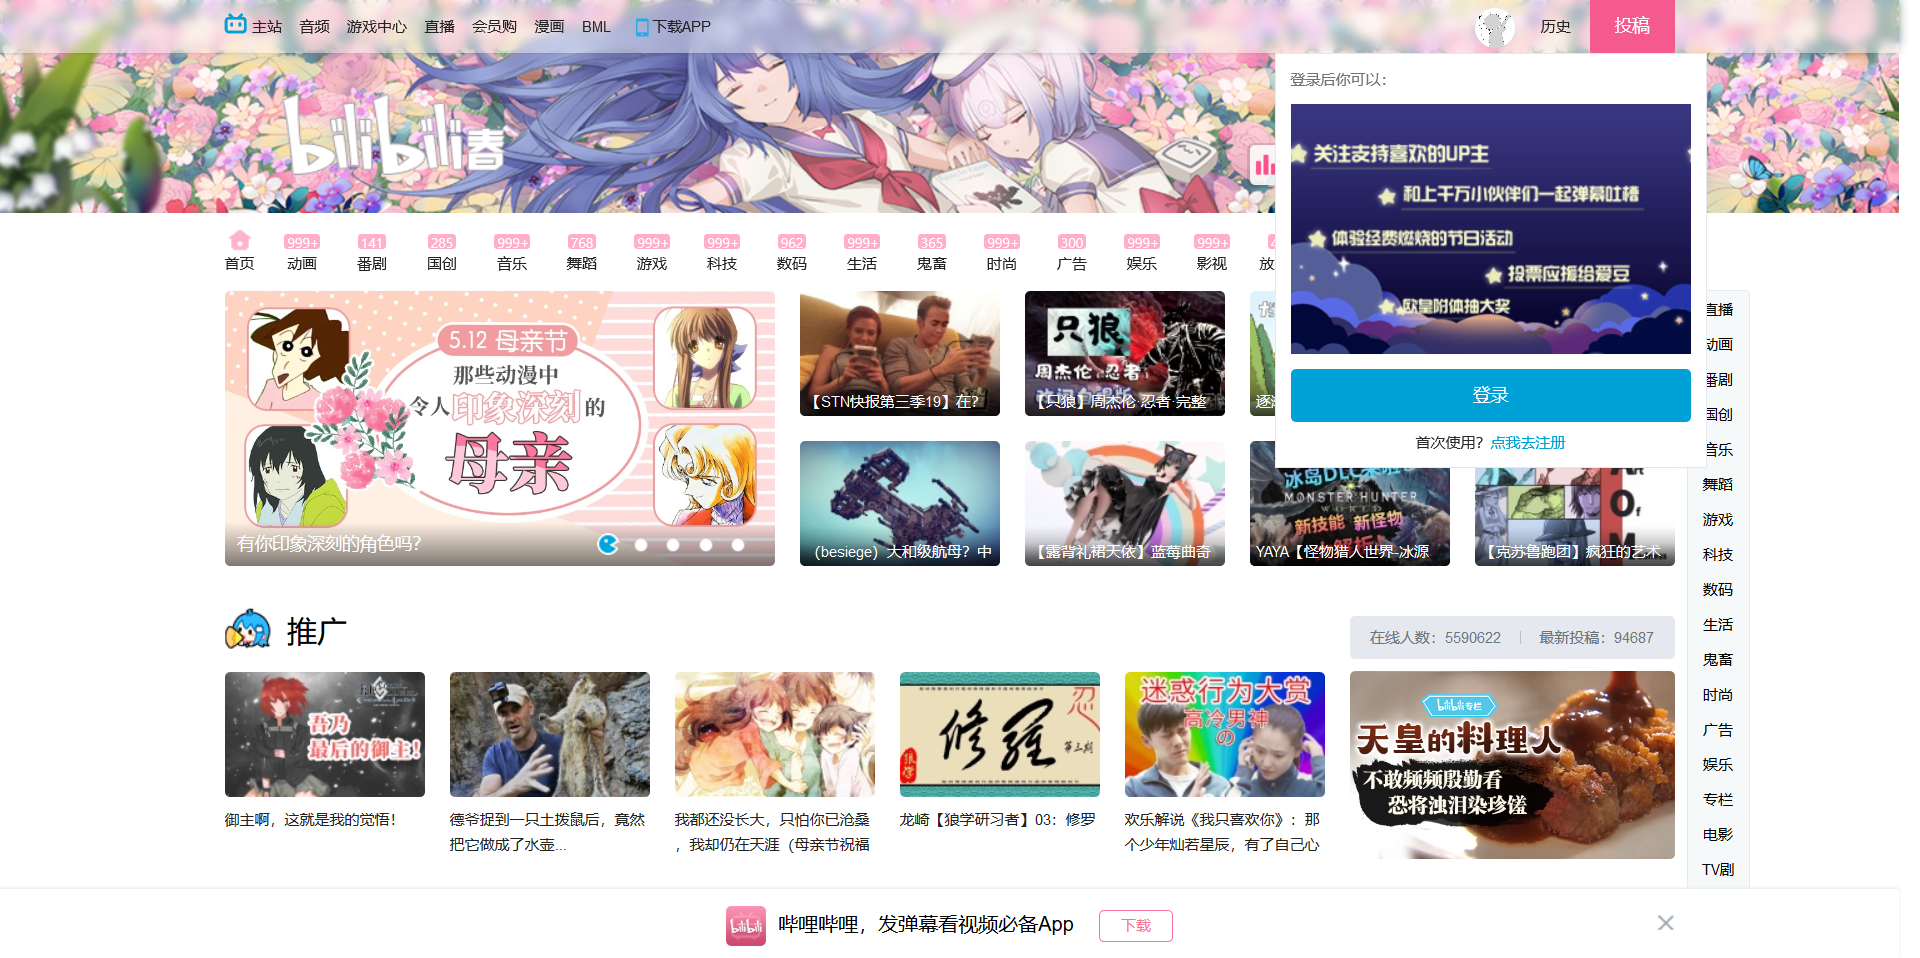 主站 音频 游戏中心 直播 会员购 漫画 BML 下载APP 历史 投稿
bilibili春
登录后你可以：
关注支持喜欢的UP主
和上千万小伙伴们一起弹幕吐槽
体验经费燃烧的节日活动
投票应援给爱豆
欧皇附体抽大奖
登录
首次使用？点我去注册
999+ 141 285 999+ 768 999+ 999+ 962 999+ 365 999+ 300 999+ 999+
首页 动画 番剧 国创 音乐 舞蹈 游戏 科技 数码 生活 鬼畜 时尚 广告 娱乐 影视 放
5.12 母亲节
那些动漫中
令人印象深刻的
母亲
有你印象深刻的角色吗？
【STN快报第三季19】在？
只狼
周杰伦·忍者
【只狼】周杰伦·忍者·完整
逐
（besiege）大和级航母？中
【露背礼裙天依】蓝莓曲奇
MONSTER HUNTER
WORLD
新技能 新怪物
解析！
YAYA【怪物猎人世界-冰源
【克苏鲁跑团】疯狂的艺术
直播
动画
番剧
国创
音乐
舞蹈
游戏
科技
数码
生活
鬼畜
时尚
广告
娱乐
专栏
电影
TV剧
推广
在线人数：5590622 最新投稿：94687
吾乃
最后的御主！
御主啊，这就是我的觉悟！
德爷捉到一只土拨鼠后，竟然
把它做成了水壶...
我都还没长大，只怕你已沧桑
，我却仍在天涯（母亲节祝福
忍
修羅
第三期
龙崎【狼学研习者】03：修罗
迷惑行为大赏
高冷男神
の
欢乐解说《我只喜欢你》：那
个少年灿若星辰，有了自己心
bilibili专栏
天皇的料理人
不敢频频殷勤看
恐将浊泪染珍馐
bilibili
哔哩哔哩，发弹幕看视频必备App 下载